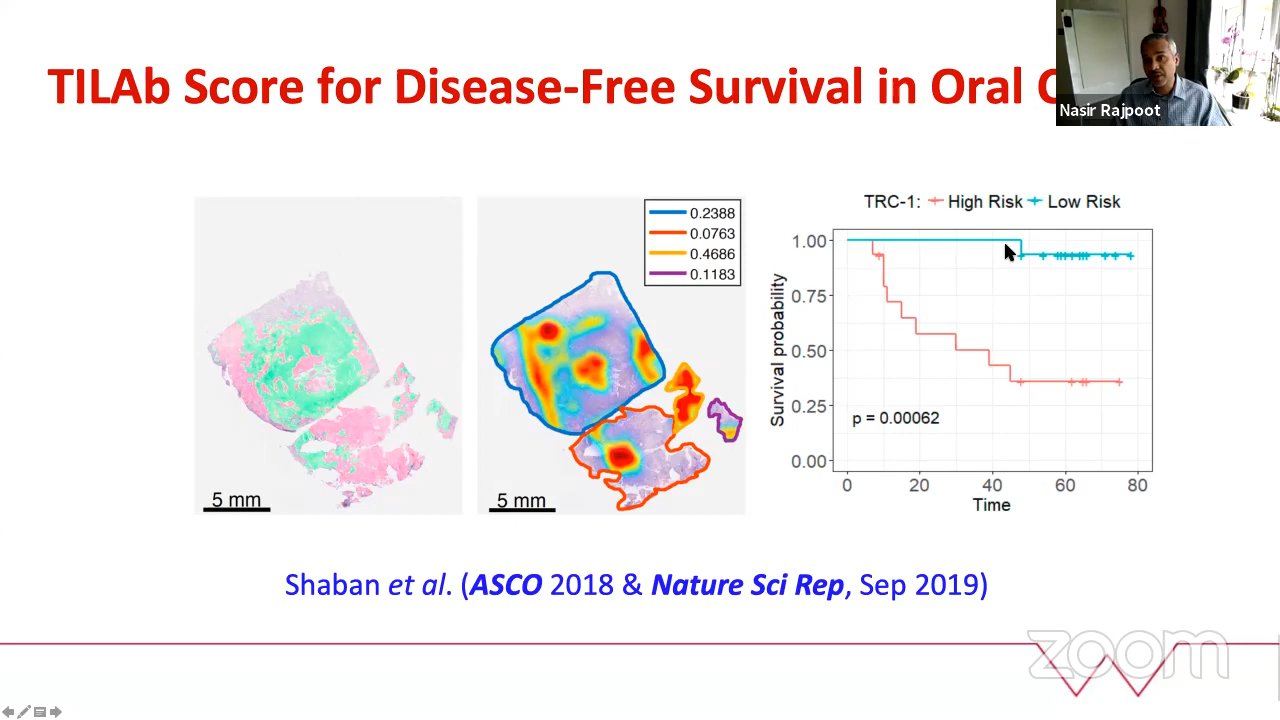 TILAb Score for Disease-Free Survival in Oral C
Nasir Rajpoot
0.2388
0.0763
0.4686
0.1183
5 mm
5 mm
TRC-1: High Risk Low Risk
Survival probability
1.00
0.75
0.50
0.25
0.00
p = 0.00062
0 20 40 60 80
Time
Shaban et al. (ASCO 2018 & Nature Sci Rep, Sep 2019)
zoom